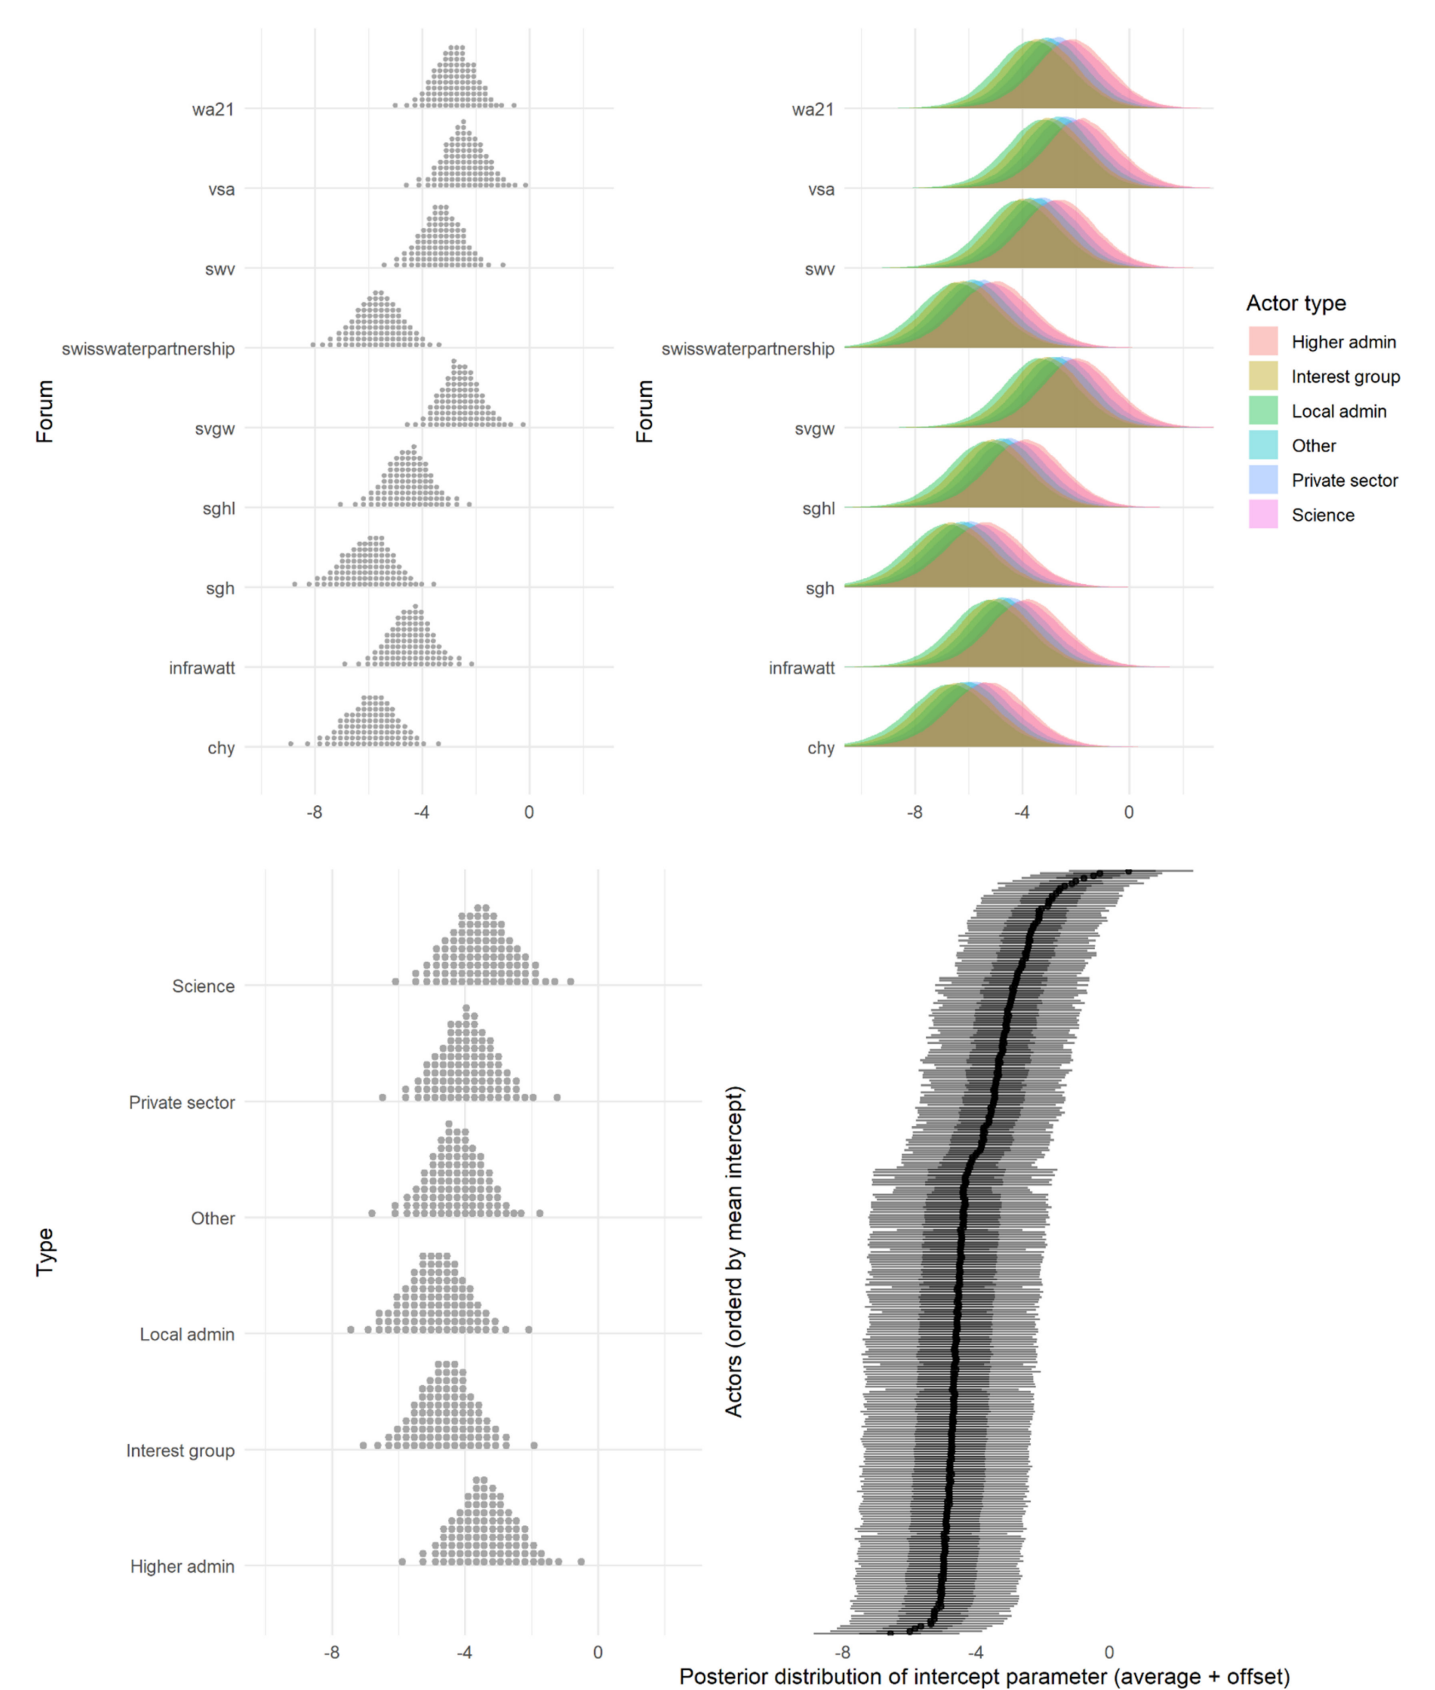 wa21
vsa
swv
swisswaterpartnership
svgw
sghl
sgh
infrawatt
chy
Forum
-8 -4 0
wa21
vsa
swv
swisswaterpartnership
svgw
sghl
sgh
infrawatt
chy
Forum
-8 -4 0
Actor type
Higher admin
Interest group
Local admin
Other
Private sector
Science
Science
Private sector
Other
Local admin
Interest group
Higher admin
Type
-8 -4 0
Actors (orderd by mean intercept)
-8 -4 0
Posterior distribution of intercept parameter (average + offset)